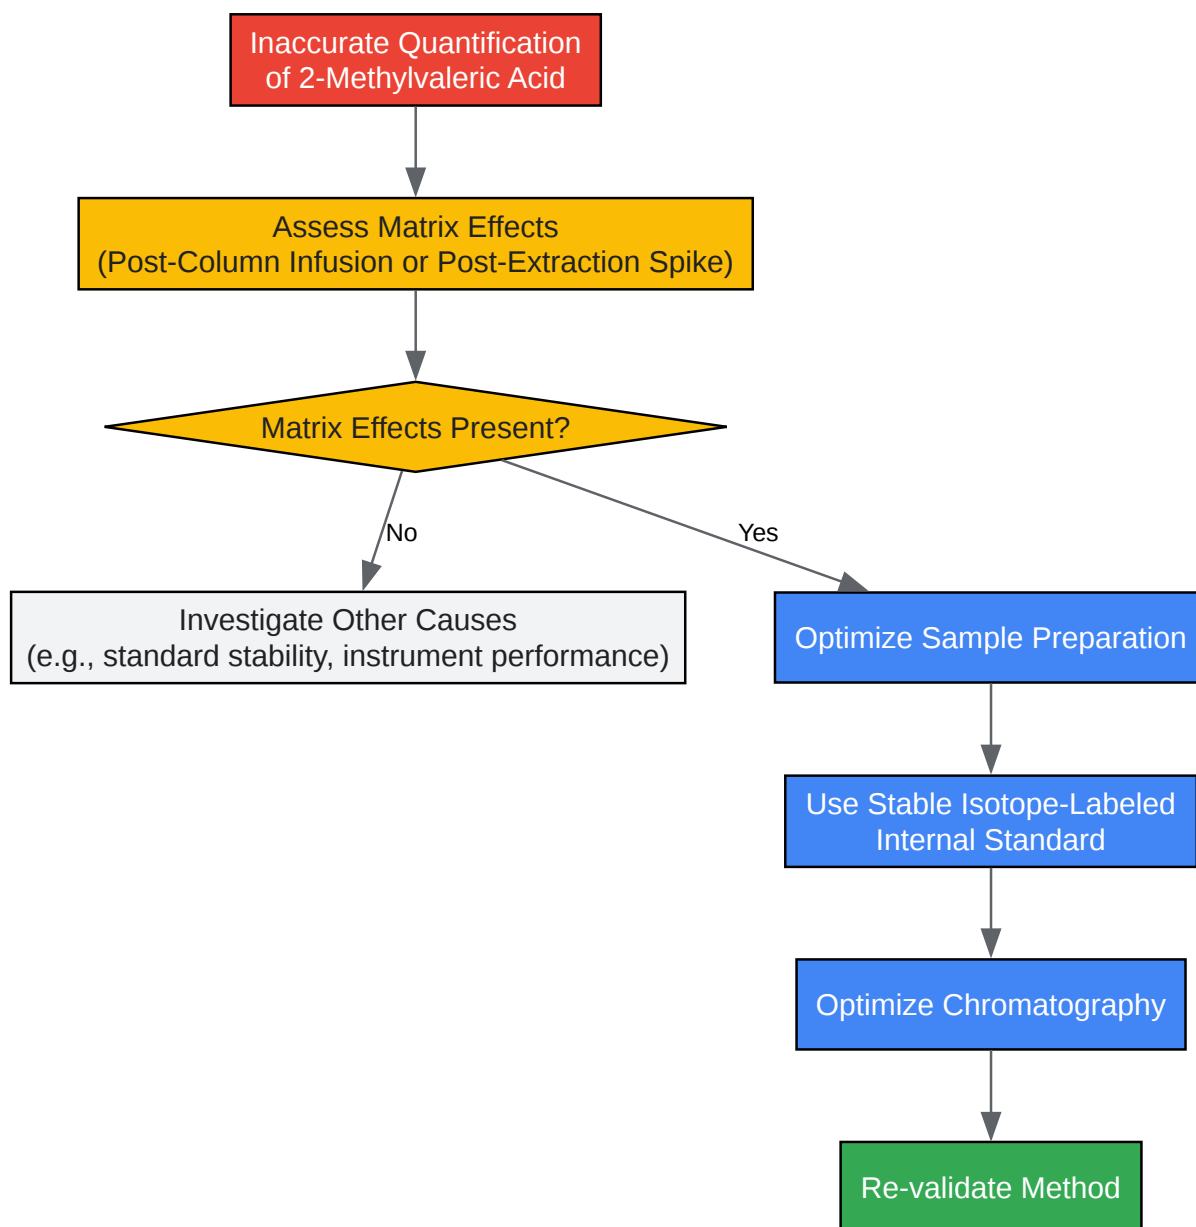 Inaccurate Quantification
of 2-Methylvaleric Acid
Assess Matrix Effects
(Post-Column Infusion or Post-Extraction Spike)
Matrix Effects Present?
No
Yes
Investigate Other Causes
(e.g., standard stability, instrument performance)
Optimize Sample Preparation
Use Stable Isotope-Labeled
Internal Standard
Optimize Chromatography
Re-validate Method